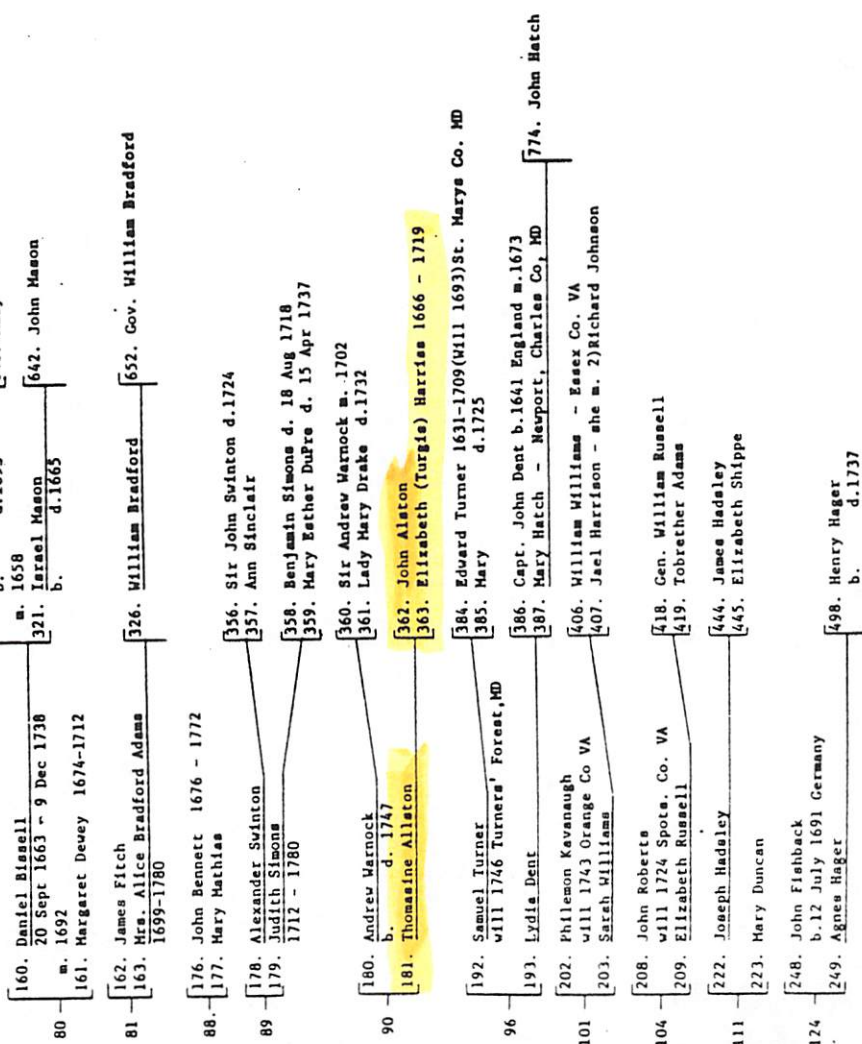 80
160. Daniel Bissell
20 Sept 1663 - 9 Dec 1738
m. 1692
161. Margaret Dewey 1674-1712
m. 1658
321. Israel Mason
b. d.1665
642. John Mason
81
162. James Fitch
163. Mrs. Alice Bradford Adams
1699-1780
326. William Bradford
652. Gov. William Bradford
88.
176. John Bennett 1676 - 1772
177. Mary Mathias
89
178. Alexander Swinton
179. Judith Simons
1712 - 1780
356. Sir John Swinton d.1724
357. Ann Sinclair
358. Benjamin Simons d. 18 Aug 1718
359. Mary Esther DuPre d. 15 Apr 1737
90
180. Andrew Warnock
b. d. 1747
181. Thomasine Allston
360. Sir Andrew Warnock m. 1702
361. Lady Mary Drake d.1732
362. John Alston
363. Elizabeth (Turgis) Harriss 1666 - 1719
96
192. Samuel Turner
will 1746 Turners' Forest,MD
193. Lydia Dent
384. Edward Turner 1631-1709(Will 1693)St. Marys Co. MD
385. Mary d.1725
386. Capt. John Dent b.1641 England m.1673
387. Mary Hatch - Newport, Charles Co, MD
774. John Hatch
101
202. Philemon Kavanaugh
will 1743 Orange Co VA
203. Sarah Williams
406. William Williams - Essex Co. VA
407. Jael Harrison - she m. 2)Richard Johnson
104
208. John Roberts
will 1724 Spots. Co. VA
209. Elizabeth Russell
418. Gen. William Russell
419. Tobrether Adams
111
222. Joseph Hadsley
223. Mary Duncan
444. James Hadsley
445. Elizabeth Shippe
124
248. John Fishback
b.12 July 1691 Germany
249. Agnes Hager
498. Henry Hager
b. d.1737